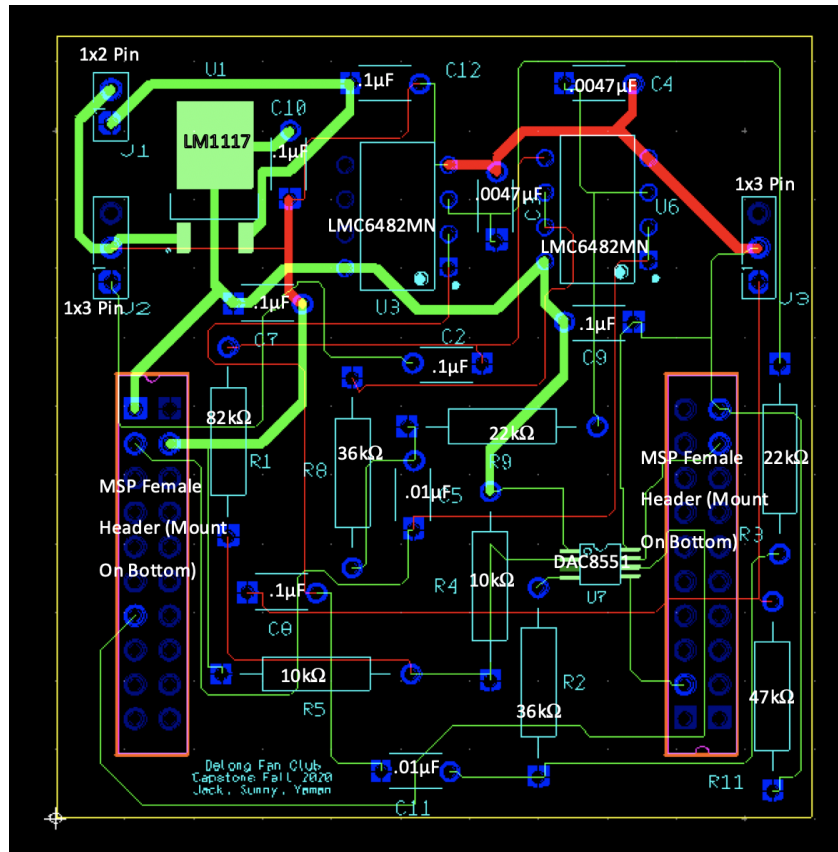 1x2 Pin
U1
.1µF
C12
.0047µF
C4
J1
LM1117
C10
.1µF
.0047µF
1x3 Pin
LMC6482MN
U6
LMC6482MN
1x3 Pin
J2
.1µF
U3
J3
C7
C2
.1µF
.1µF
C9
82kΩ
R1
36kΩ
R8
22kΩ
R9
MSP Female
Header (Mount
On Bottom)
.01µF
C5
MSP Female
Header (Mount
On Bottom)
22kΩ
R3
DAC8551
U7
R4
10kΩ
.1µF
C8
10kΩ
R5
R2
36kΩ
47kΩ
R11
Delong Fan Club
Capstone Fall 2020
Jack, Sunny, Yaman
.01µF
C11